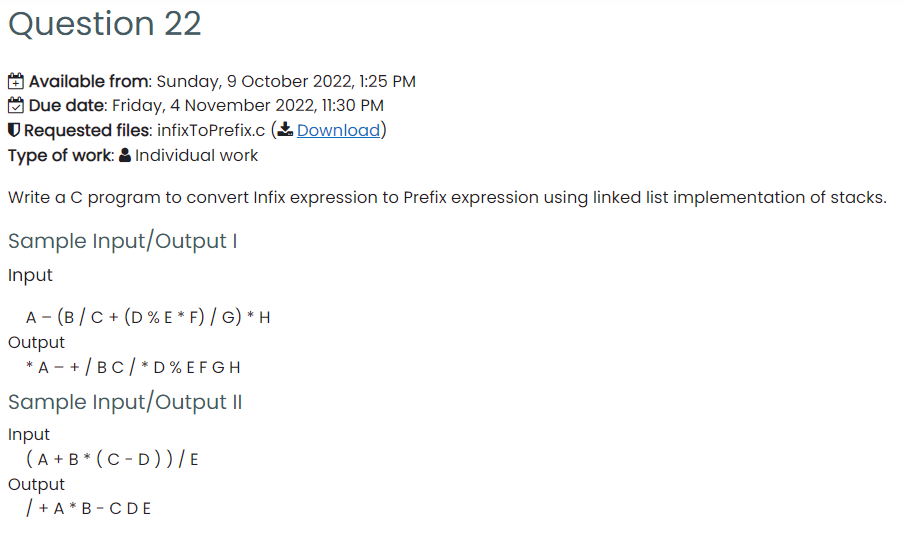 Question 22
Available from: Sunday, 9 October 2022, 1:25 PM
Due date: Friday, 4 November 2022, 11:30 PM
Requested files: infixToPrefix.c (Download)
Type of work: Individual work
Write a C program to convert Infix expression to Prefix expression using linked list implementation of stacks.
Sample Input/Output I
Input
A – (B / C + (D % E * F) / G) * H
Output
* A – + / B C / * D % E F G H
Sample Input/Output II
Input
( A + B * ( C - D ) ) / E
Output
/ + A * B - C D E